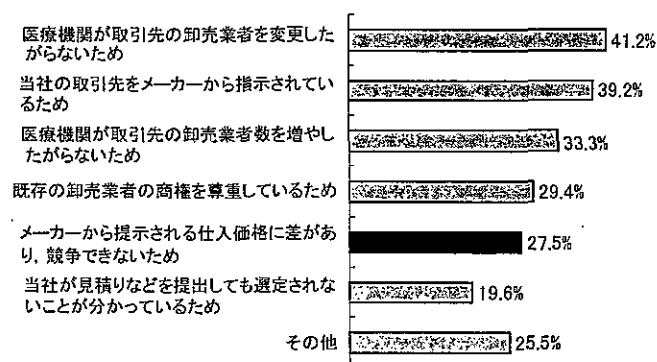 医療機関が取引先の卸売業者を変更した
がらないため
41.2%
当社の取引先をメーカーから指示されてい
るため
39.2%
医療機関が取引先の卸売業者数を増やし
たがらないため
33.3%
既存の卸売業者の商権を尊重しているため
29.4%
メーカーから提示される仕入価格に差があ
り，競争できないため
27.5%
当社が見積りなどを提出しても選定されな
いことが分かっているため
19.6%
その他
25.5%